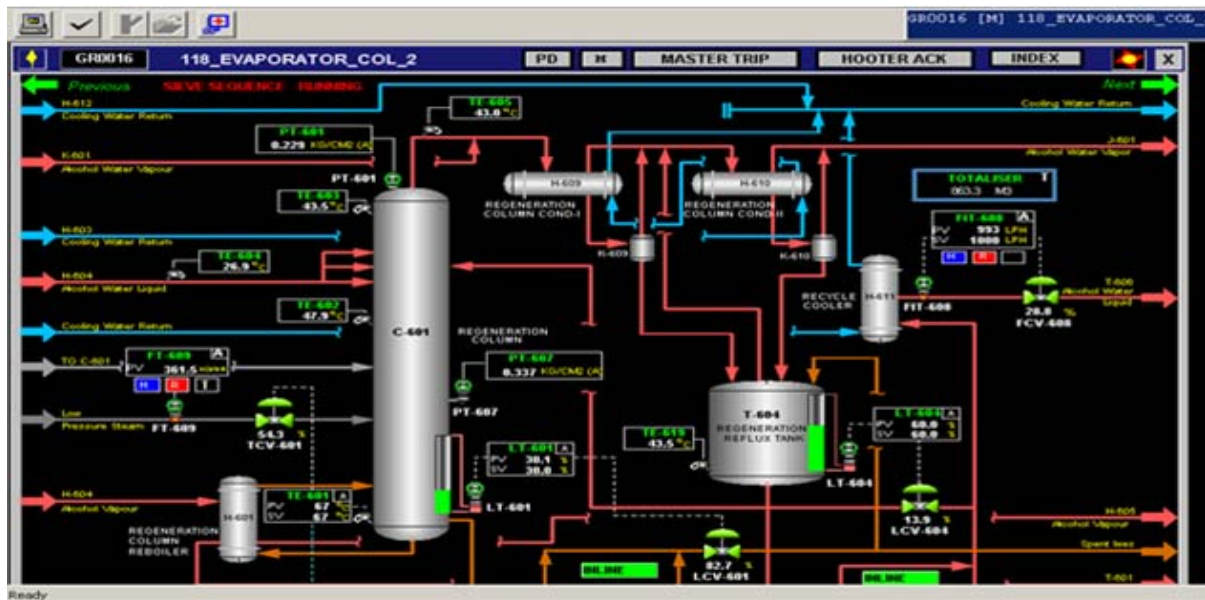 GR0016 [M] 118_EVAPORATOR_COL_
GR0016 118_EVAPORATOR_COL_2 PD M MASTER TRIP HOOTER ACK INDEX X
Previous SIEVE SEQUENCE RUNNING Next
H-612
Cooling Water Return
TE-605
43.0 °C
Cooling Water Return
PT-601
0.229 KG/CM2 (A)
K-601
Alcohol Water Vapour
J-601
Alcohol Water Vapor
PT-601
H-609
H-610
TOTALISER T
863.3 M3
TE-603
43.5 °C
REGENERATION
COLUMN COND-I
REGENERATION
COLUMN COND-II
FIT-608 A
PV 993 LPH
SV 1000 LPH
M R
H-603
Cooling Water Return
TE-604
26.9 °C
K-609
K-610
H-604
Alcohol Water Liquid
RECYCLE
COOLER
H-611
FIT-608
28.8 %
FCV-608
T-606
Alcohol Water
Liquid
TE-602
47.9 °C
Cooling Water Return
C-601
REGENERATION
COLUMN
TO C-601
FT-609 A
PV 361.5
M R T
PT-607
0.337 KG/CM2 (A)
PT-607
Low
Pressure Steam
FT-609
54.3 %
TCV-601
T-604
REGENERATION
REFLUX TANK
TE-619
43.5 °C
LT-604 A
PV 60.0 %
SV 60.0 %
LT-604
LT-601 A
PV 38.1 %
SV 38.0 %
LT-601
H-604
Alcohol Vapour
H-601
TE-601 A
PV 67 °C
SV 67 °C
REGENERATION
COLUMN
REBOILER
13.9 %
LCV-604
H-605
Alcohol Vapour
82.7 %
LCV-601
Spent lees
INLINE
INLINE
T-601
Ready